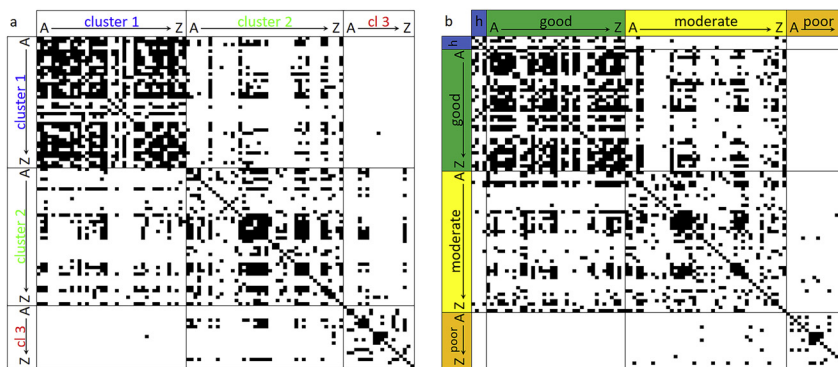 a
A Z A Z A Z
cluster 1 cluster 2 cl 3
A
cluster 1
Z
A
cluster 2
Z
A
cl 3
Z
b
h A good Z A moderate Z A poor Z
h
A
good
Z
A
moderate
Z
A
poor
Z